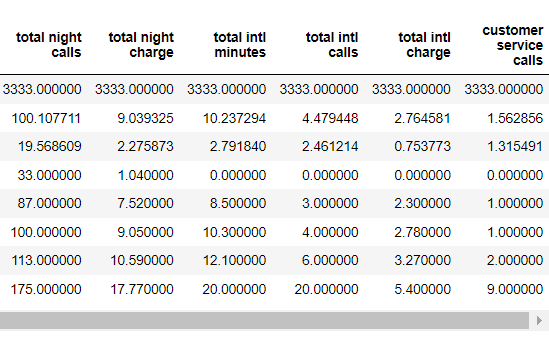 total night calls total night charge total intl minutes total intl calls total intl charge customer service calls
3333.000000 3333.000000 3333.000000 3333.000000 3333.000000 3333.000000
100.107711 9.039325 10.237294 4.479448 2.764581 1.562856
19.568609 2.275873 2.791840 2.461214 0.753773 1.315491
33.000000 1.040000 0.000000 0.000000 0.000000 0.000000
87.000000 7.520000 8.500000 3.000000 2.300000 1.000000
100.000000 9.050000 10.300000 4.000000 2.780000 1.000000
113.000000 10.590000 12.100000 6.000000 3.270000 2.000000
175.000000 17.770000 20.000000 20.000000 5.400000 9.000000